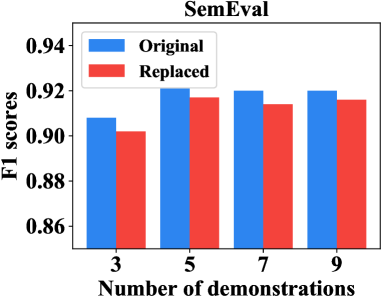 SemEval
Original
Replaced
F1 scores
0.94
0.92
0.90
0.88
0.86
3 5 7 9
Number of demonstrations